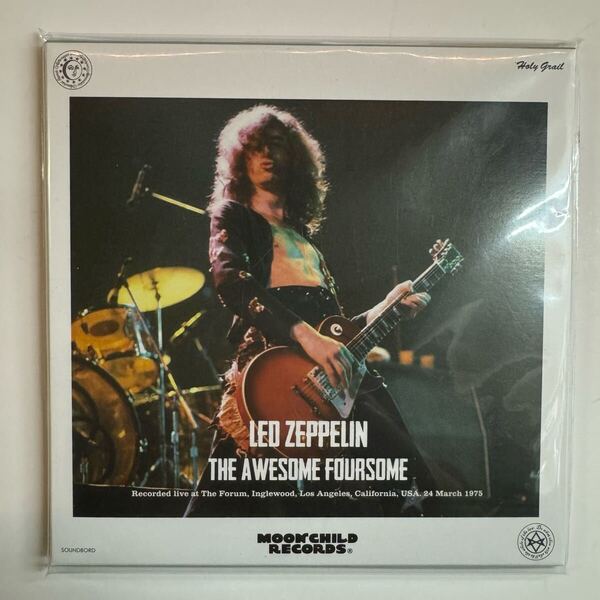 Holy Grail
LED ZEPPELIN
THE AWESOME FOURSOME
Recorded live at The Forum, Inglewood, Los Angeles, California, USA. 24 March 1975
MOONCHILD
RECORDS®
SOUNDBORD